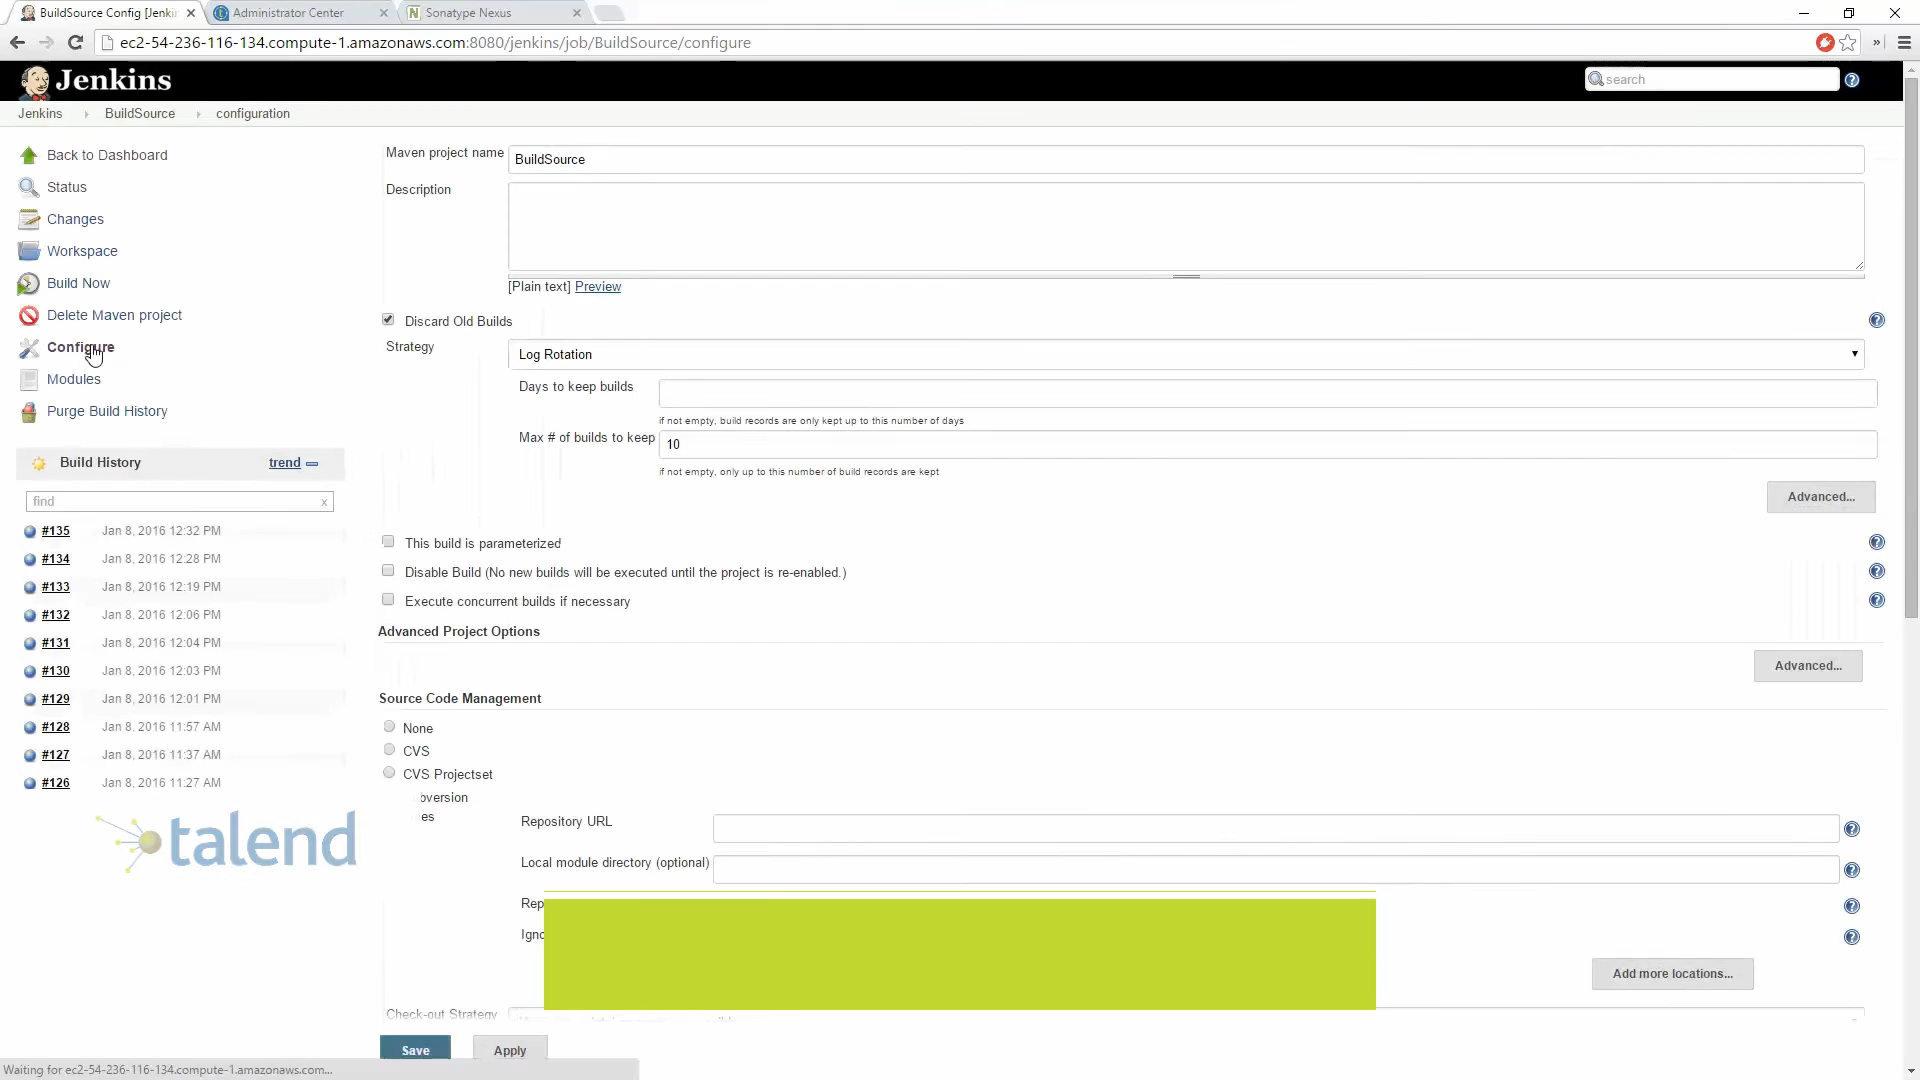 BuildSource Config [Jenki
Administrator Center
Sonatype Nexus
ec2-54-236-116-134.compute-1.amazonaws.com:8080/jenkins/job/BuildSource/configure
Jenkins
search
Jenkins
BuildSource
configuration
Back to Dashboard
Status
Changes
Workspace
Build Now
Delete Maven project
Configure
Modules
Purge Build History
Build History
trend
find
x
#135 Jan 8, 2016 12:32 PM
#134 Jan 8, 2016 12:28 PM
#133 Jan 8, 2016 12:19 PM
#132 Jan 8, 2016 12:06 PM
#131 Jan 8, 2016 12:04 PM
#130 Jan 8, 2016 12:03 PM
#129 Jan 8, 2016 12:01 PM
#128 Jan 8, 2016 11:57 AM
#127 Jan 8, 2016 11:37 AM
#126 Jan 8, 2016 11:27 AM
talend
Maven project name BuildSource
Description
[Plain text] Preview
Discard Old Builds
Strategy
Log Rotation
Days to keep builds
if not empty, build records are only kept up to this number of days
Max # of builds to keep 10
if not empty, only up to this number of build records are kept
Advanced...
This build is parameterized
Disable Build (No new builds will be executed until the project is re-enabled.)
Execute concurrent builds if necessary
Advanced Project Options
Advanced...
Source Code Management
None
CVS
CVS Projectset
bversion
es
Repository URL
Local module directory (optional)
Rep
Igno
Add more locations...
Check-out Strategy
Save
Apply
Waiting for ec2-54-236-116-134.compute-1.amazonaws.com...